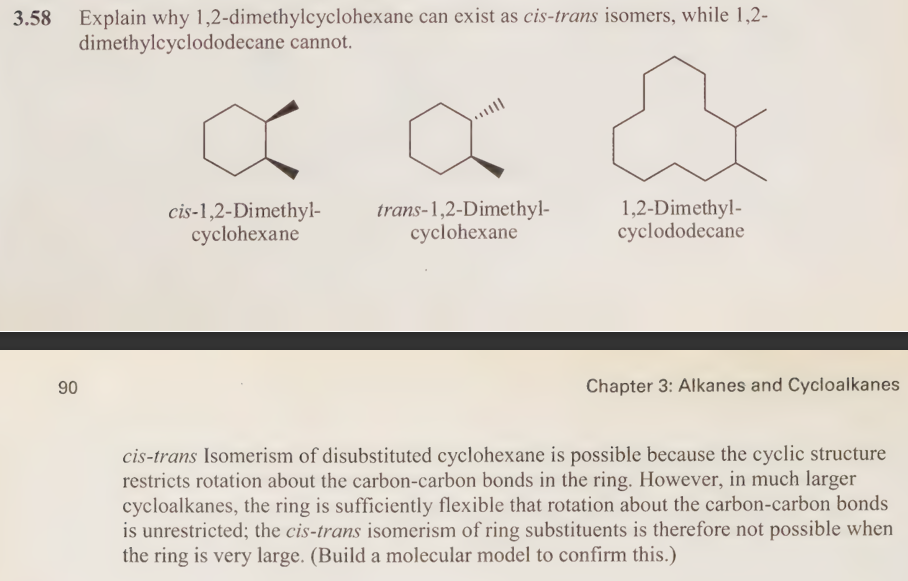 3.58 Explain why 1,2-dimethylcyclohexane can exist as cis-trans isomers, while 1,2-
dimethylcyclododecane cannot.
cis-1,2-Dimethyl-
cyclohexane
trans-1,2-Dimethyl-
cyclohexane
1,2-Dimethyl-
cyclododecane
90 Chapter 3: Alkanes and Cycloalkanes
cis-trans Isomerism of disubstituted cyclohexane is possible because the cyclic structure
restricts rotation about the carbon-carbon bonds in the ring. However, in much larger
cycloalkanes, the ring is sufficiently flexible that rotation about the carbon-carbon bonds
is unrestricted; the cis-trans isomerism of ring substituents is therefore not possible when
the ring is very large. (Build a molecular model to confirm this.)